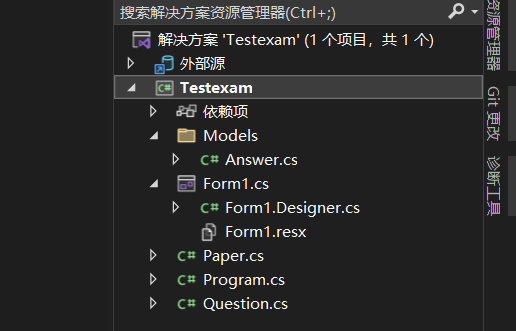 搜索解决方案资源管理器(Ctrl+;)
解决方案 'Testexam' (1 个项目，共 1 个)
外部源
Testexam
依赖项
Models
Answer.cs
Form1.cs
Form1.Designer.cs
Form1.resx
Paper.cs
Program.cs
Question.cs
资源管理器
Git 更改
诊断工具